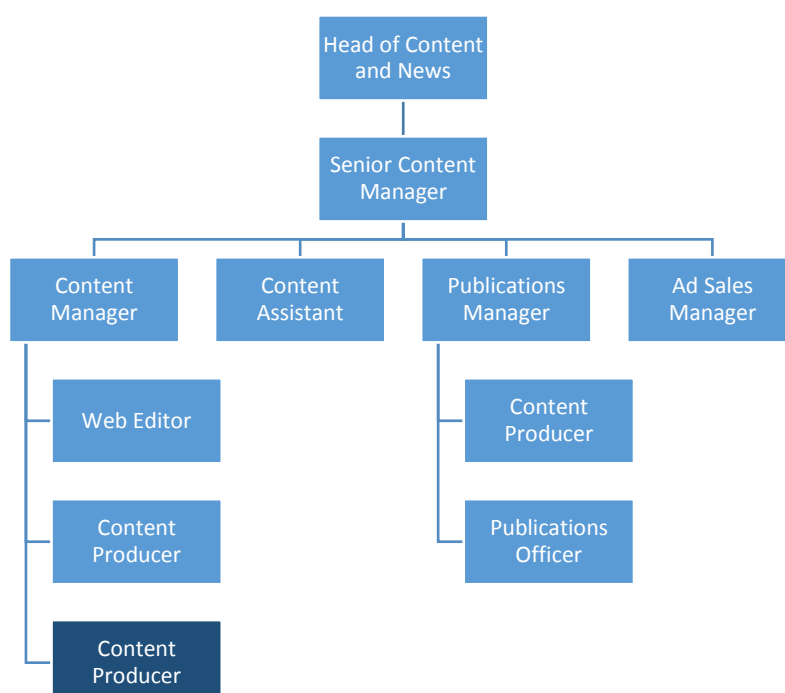 Head of Content
and News
Senior Content
Manager
Content
Manager
Content
Assistant
Publications
Manager
Ad Sales
Manager
Web Editor
Content
Producer
Content
Producer
Publications
Officer
Content
Producer